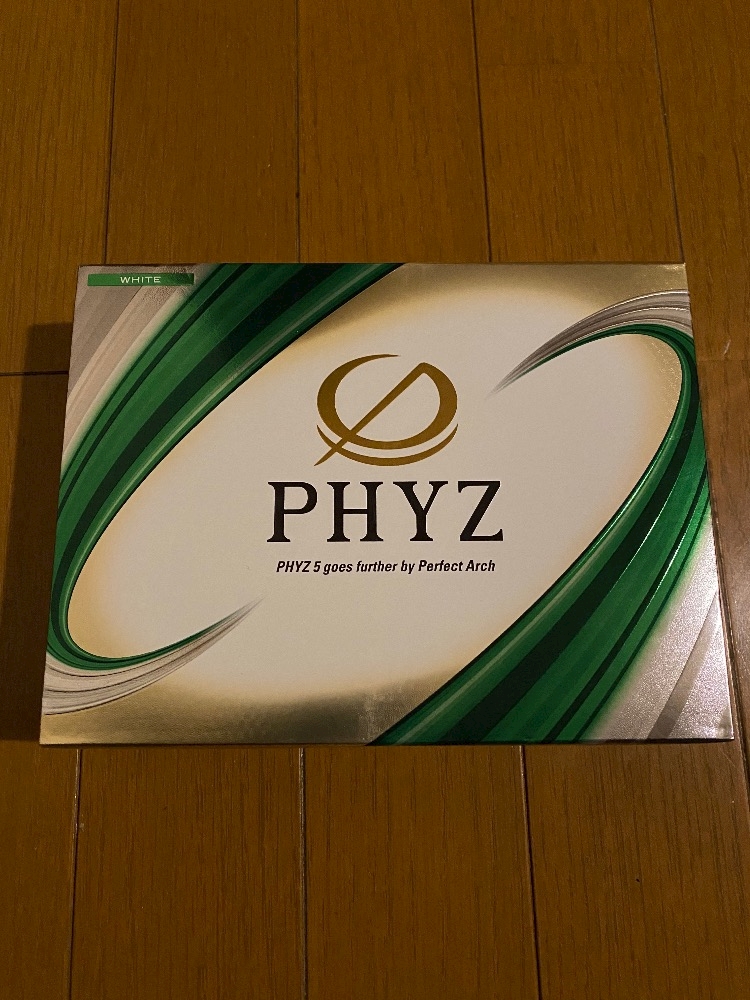 WHITE
PHYZ
PHYZ 5 goes further by Perfect Arch